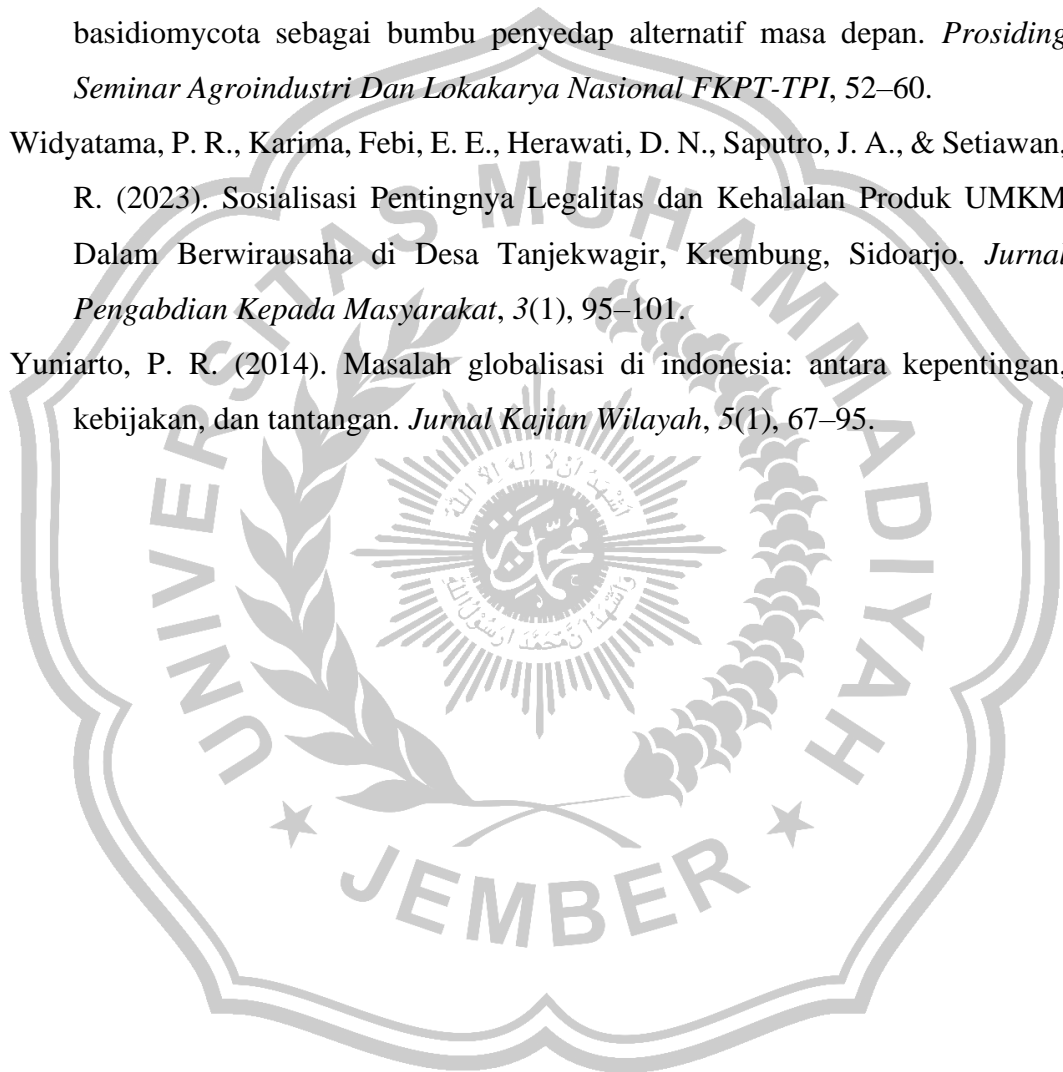 basidiomycota sebagai bumbu penyedap alternatif masa depan. Prosiding
Seminar Agroindustri Dan Lokakarya Nasional FKPT-TPI, 52–60.
Widyatama, P. R., Karima, Febi, E. E., Herawati, D. N., Saputro, J. A., & Setiawan,
R. (2023). Sosialisasi Pentingnya Legalitas dan Kehalalan Produk UMKM
Dalam Berwirausaha di Desa Tanjekwagir, Krembung, Sidoarjo. Jurnal
Pengabdian Kepada Masyarakat, 3(1), 95–101.
Yuniarto, P. R. (2014). Masalah globalisasi di indonesia: antara kepentingan,
kebijakan, dan tantangan. Jurnal Kajian Wilayah, 5(1), 67–95.
UNIVERSITAS MUHAMMADIYAH
JEMBER